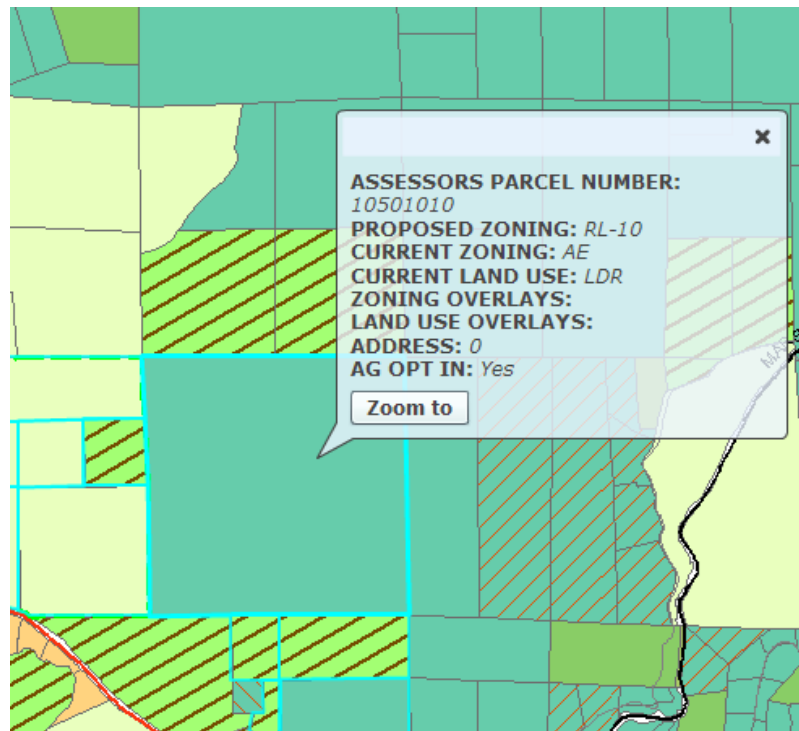 ×
ASSESSORS PARCEL NUMBER:
10501010
PROPOSED ZONING: RL-10
CURRENT ZONING: AE
CURRENT LAND USE: LDR
ZONING OVERLAYS:
LAND USE OVERLAYS:
ADDRESS: 0
AG OPT IN: Yes
Zoom to